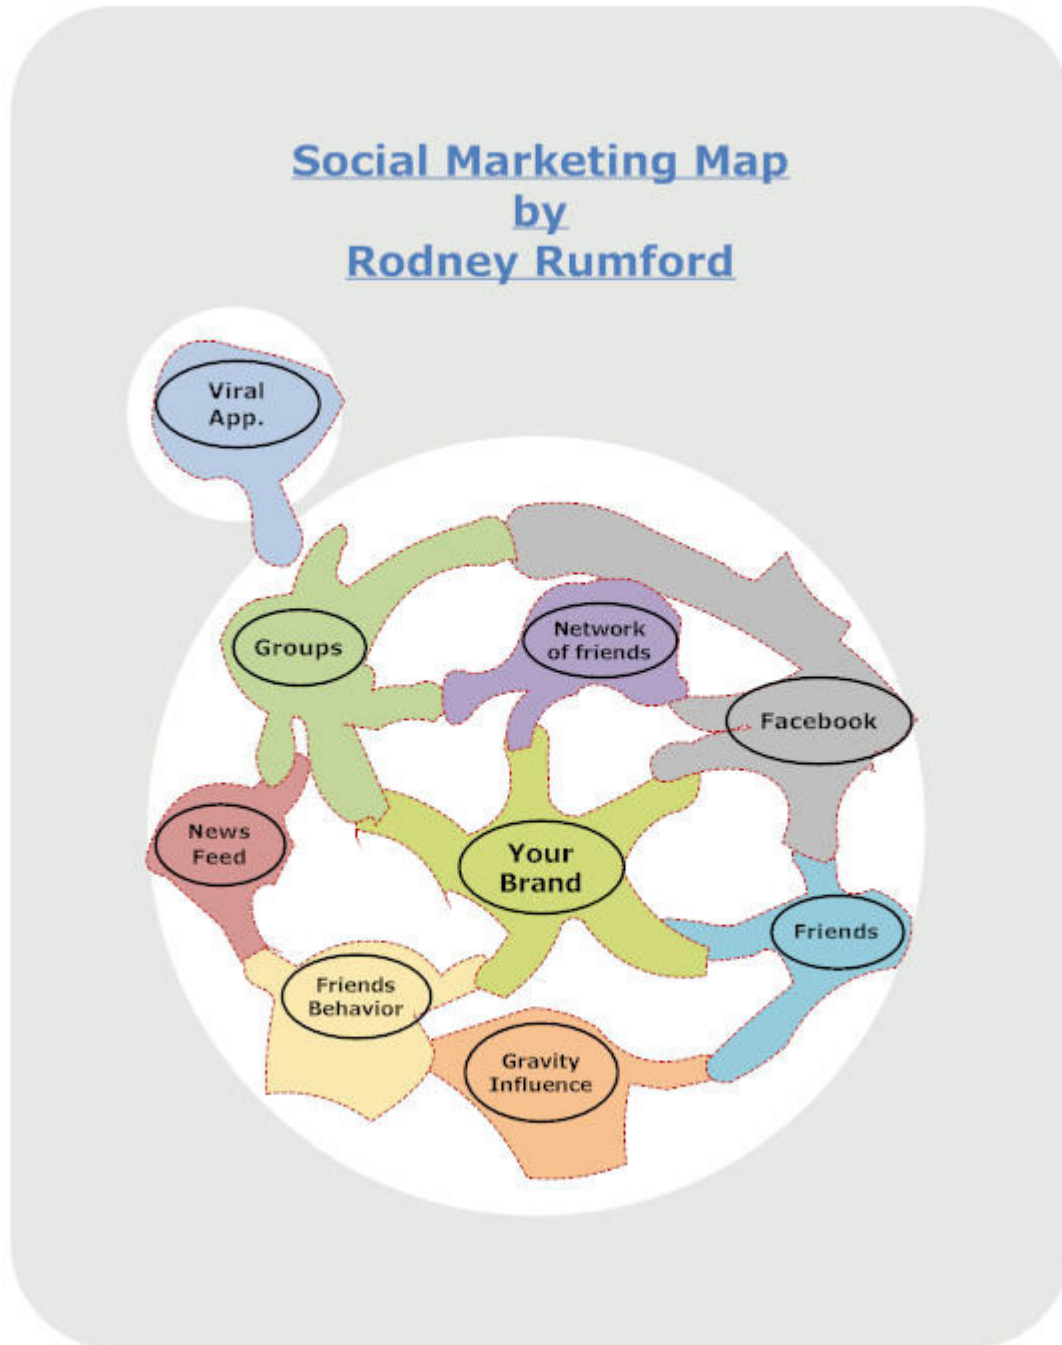 Social Marketing Map
by
Rodney Rumford
Viral
App.
Groups
Network
of friends
Facebook
News
Feed
Your
Brand
Friends
Friends
Behavior
Gravity
Influence